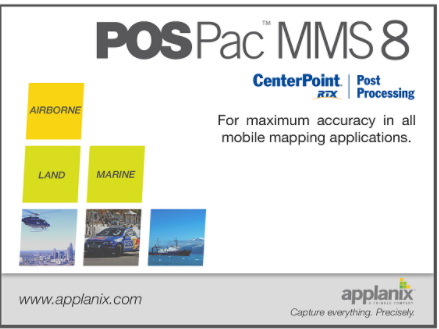 POSPac™ MMS 8
CenterPoint RTX | Post Processing
For maximum accuracy in all
mobile mapping applications.
AIRBORNE
LAND
MARINE
www.applanix.com
applanix
A TRIMBLE COMPANY
Capture everything. Precisely.